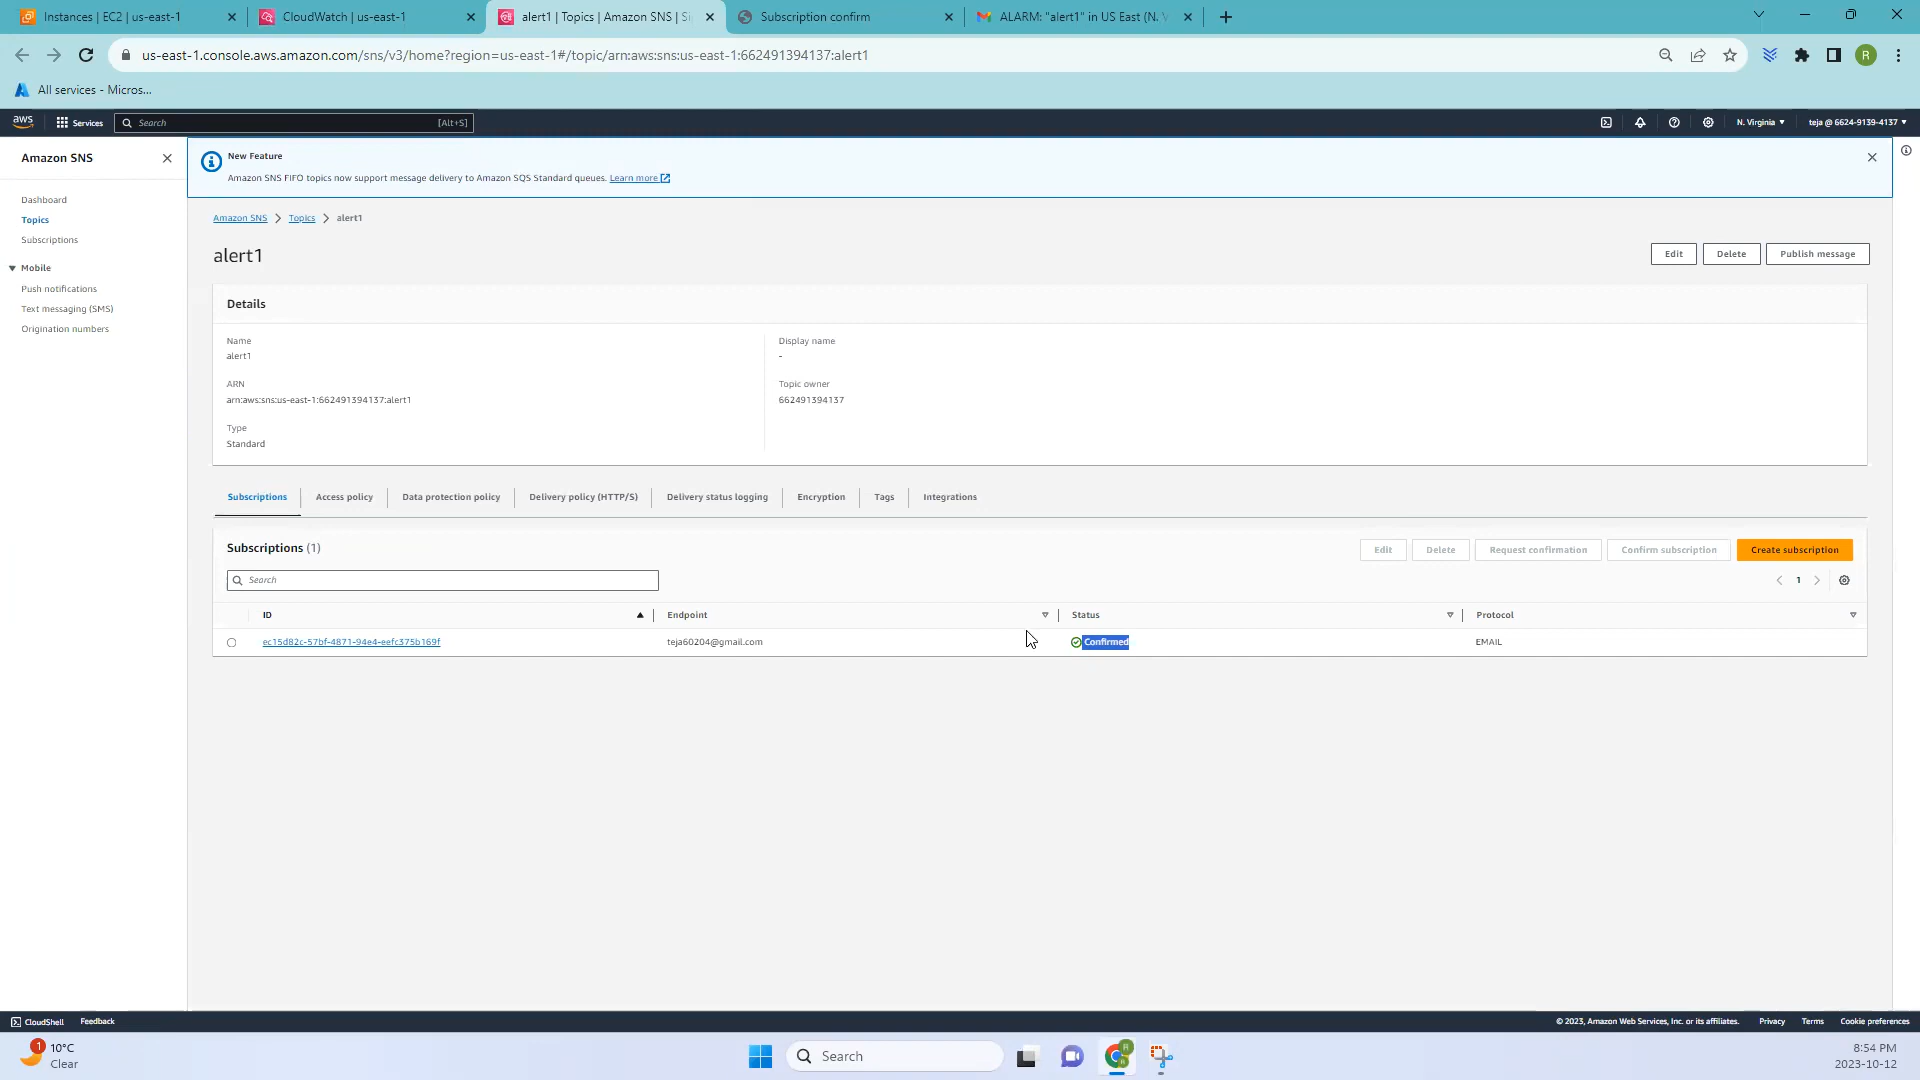 Instances | EC2 | us-east-1
CloudWatch | us-east-1
alert1 | Topics | Amazon SNS | Si
Subscription confirm
ALARM: "alert1" in US East (N. V
us-east-1.console.aws.amazon.com/sns/v3/home?region=us-east-1#/topic/arn:aws:sns:us-east-1:662491394137:alert1
R
All services - Micros...
aws
Services
Search
[Alt+S]
N. Virginia
teja @ 6624-9139-4137
Amazon SNS
Dashboard
Topics
Subscriptions
Mobile
Push notifications
Text messaging (SMS)
Origination numbers
New Feature
Amazon SNS FIFO topics now support message delivery to Amazon SQS Standard queues. Learn more
Amazon SNS
Topics
alert1
alert1
Edit
Delete
Publish message
Details
Name
alert1
ARN
arn:aws:sns:us-east-1:662491394137:alert1
Type
Standard
Display name
-
Topic owner
662491394137
Subscriptions
Access policy
Data protection policy
Delivery policy (HTTP/S)
Delivery status logging
Encryption
Tags
Integrations
Subscriptions (1)
Edit
Delete
Request confirmation
Confirm subscription
Create subscription
Search
1
ID
Endpoint
Status
Protocol
ec15d82c-57bf-4871-94e4-eefc375b169f
teja60204@gmail.com
Confirmed
EMAIL
CloudShell
Feedback
© 2023, Amazon Web Services, Inc. or its affiliates.
Privacy
Terms
Cookie preferences
1
10°C
Clear
Search
R
8:54 PM
2023-10-12